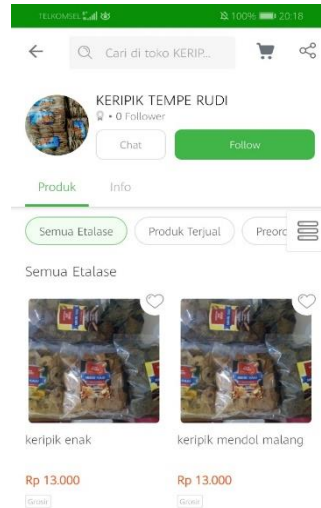 TELKOMSEL 100% 20:18
Cari di toko KERIP...
KERIPIK TEMPE RUDI
• 0 Follower
Chat Follow
Produk Info
Semua Etalase Produk Terjual Preorc
Semua Etalase
keripik enak keripik mendol malang
Rp 13.000 Rp 13.000
Grosir Grosir